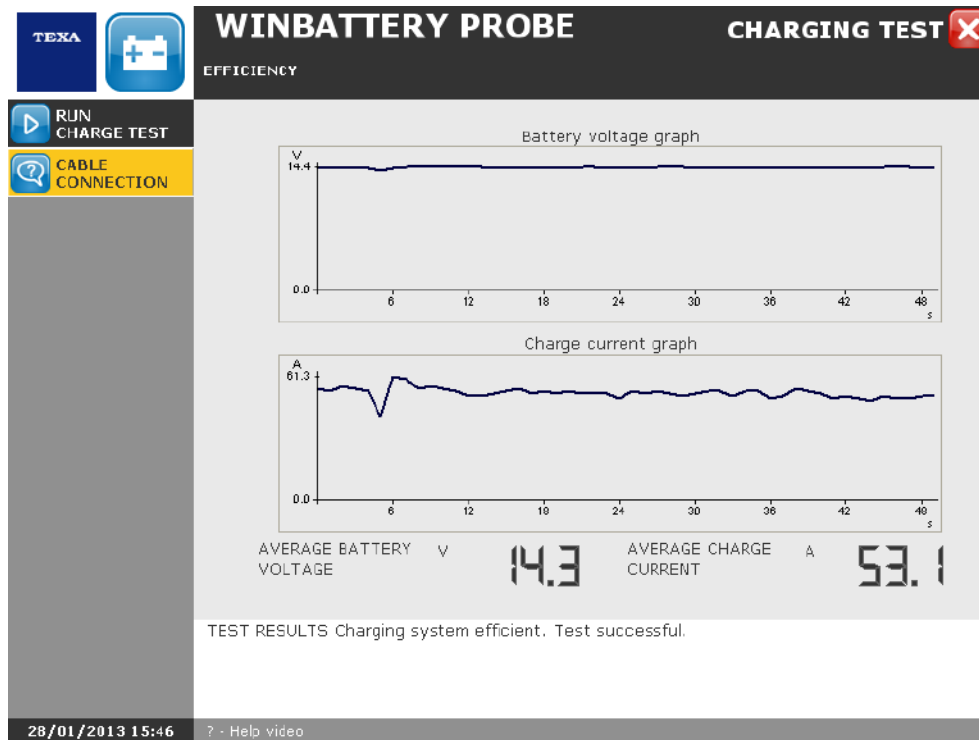 TEXA
WINBATTERY PROBE
CHARGING TEST
EFFICIENCY
RUN
CHARGE TEST
CABLE
CONNECTION
Battery voltage graph
V
14.4
0.0
6 12 18 24 30 36 42 48
s
Charge current graph
A
61.3
0.0
6 12 18 24 30 36 42 48
s
AVERAGE BATTERY VOLTAGE V 14.3
AVERAGE CHARGE CURRENT A 53.1
TEST RESULTS Charging system efficient. Test successful.
28/01/2013 15:46
? - Help video